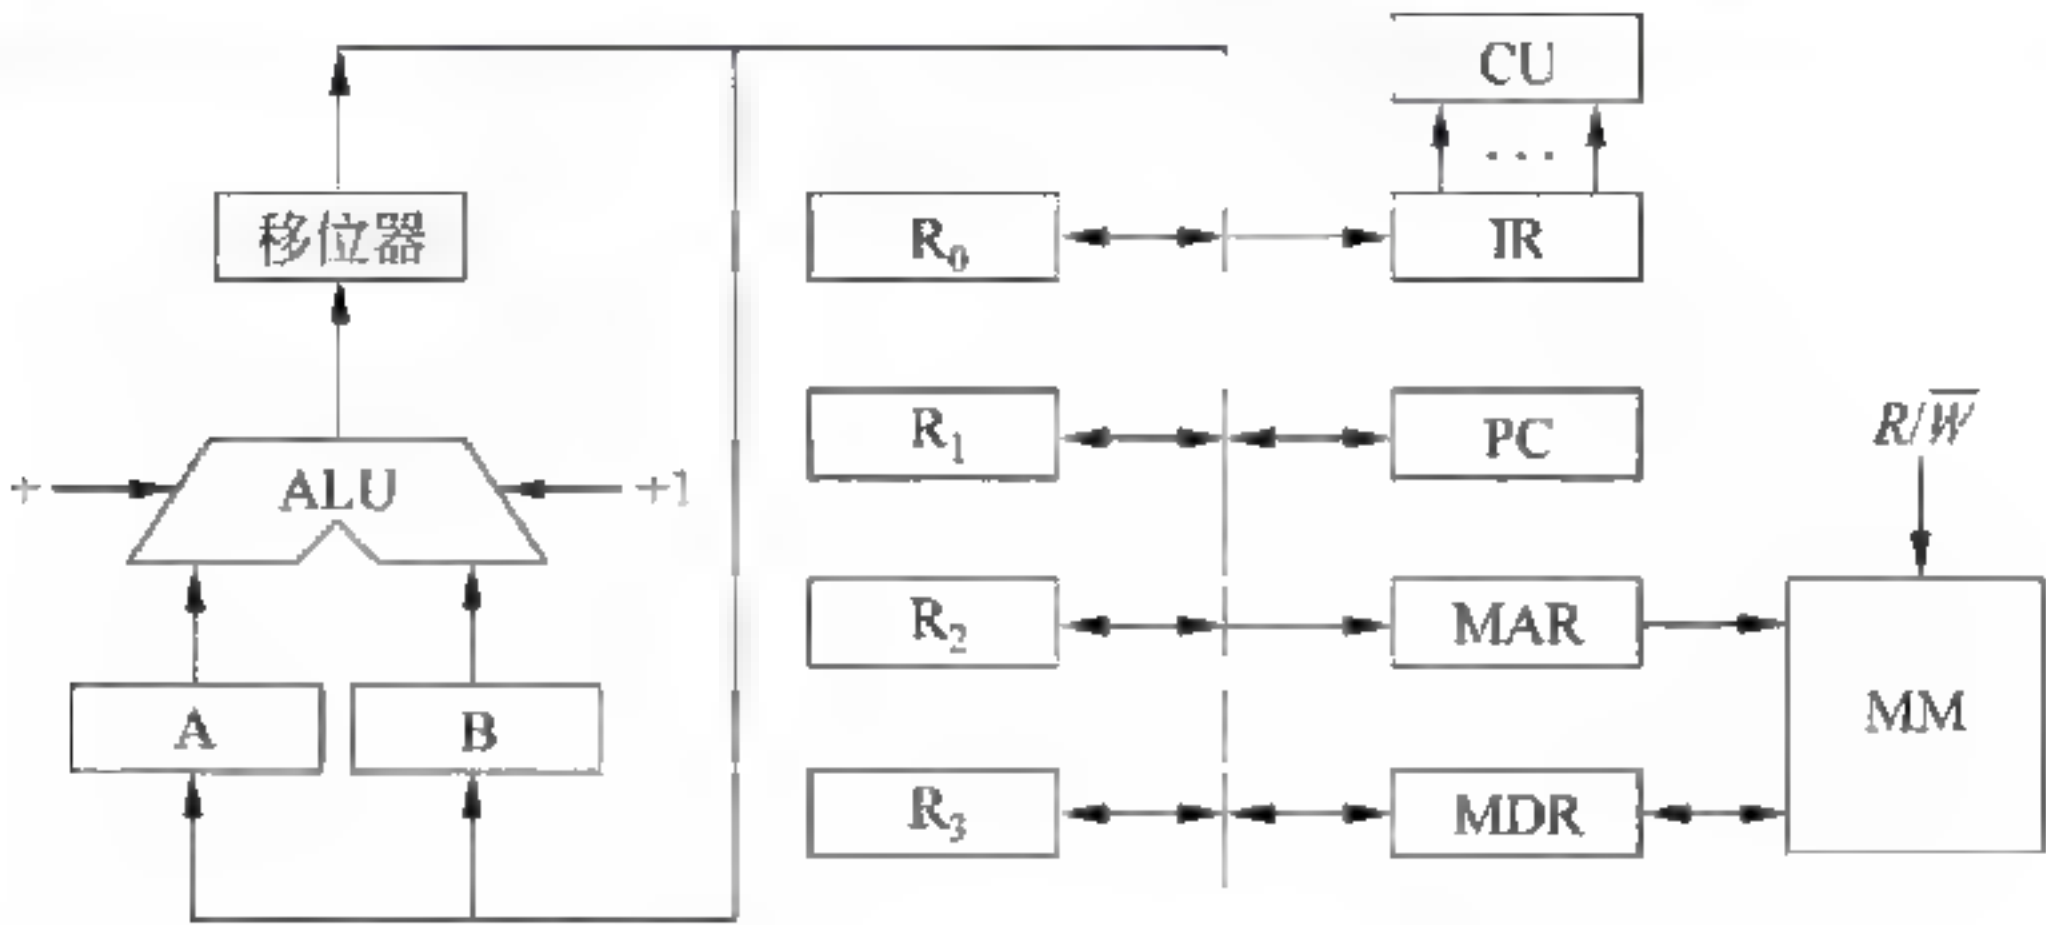 CU
移位器
R₀
IR
R₁
PC
R/W̅
+
ALU
+1
R₂
MAR
A
B
MM
R₃
MDR
...